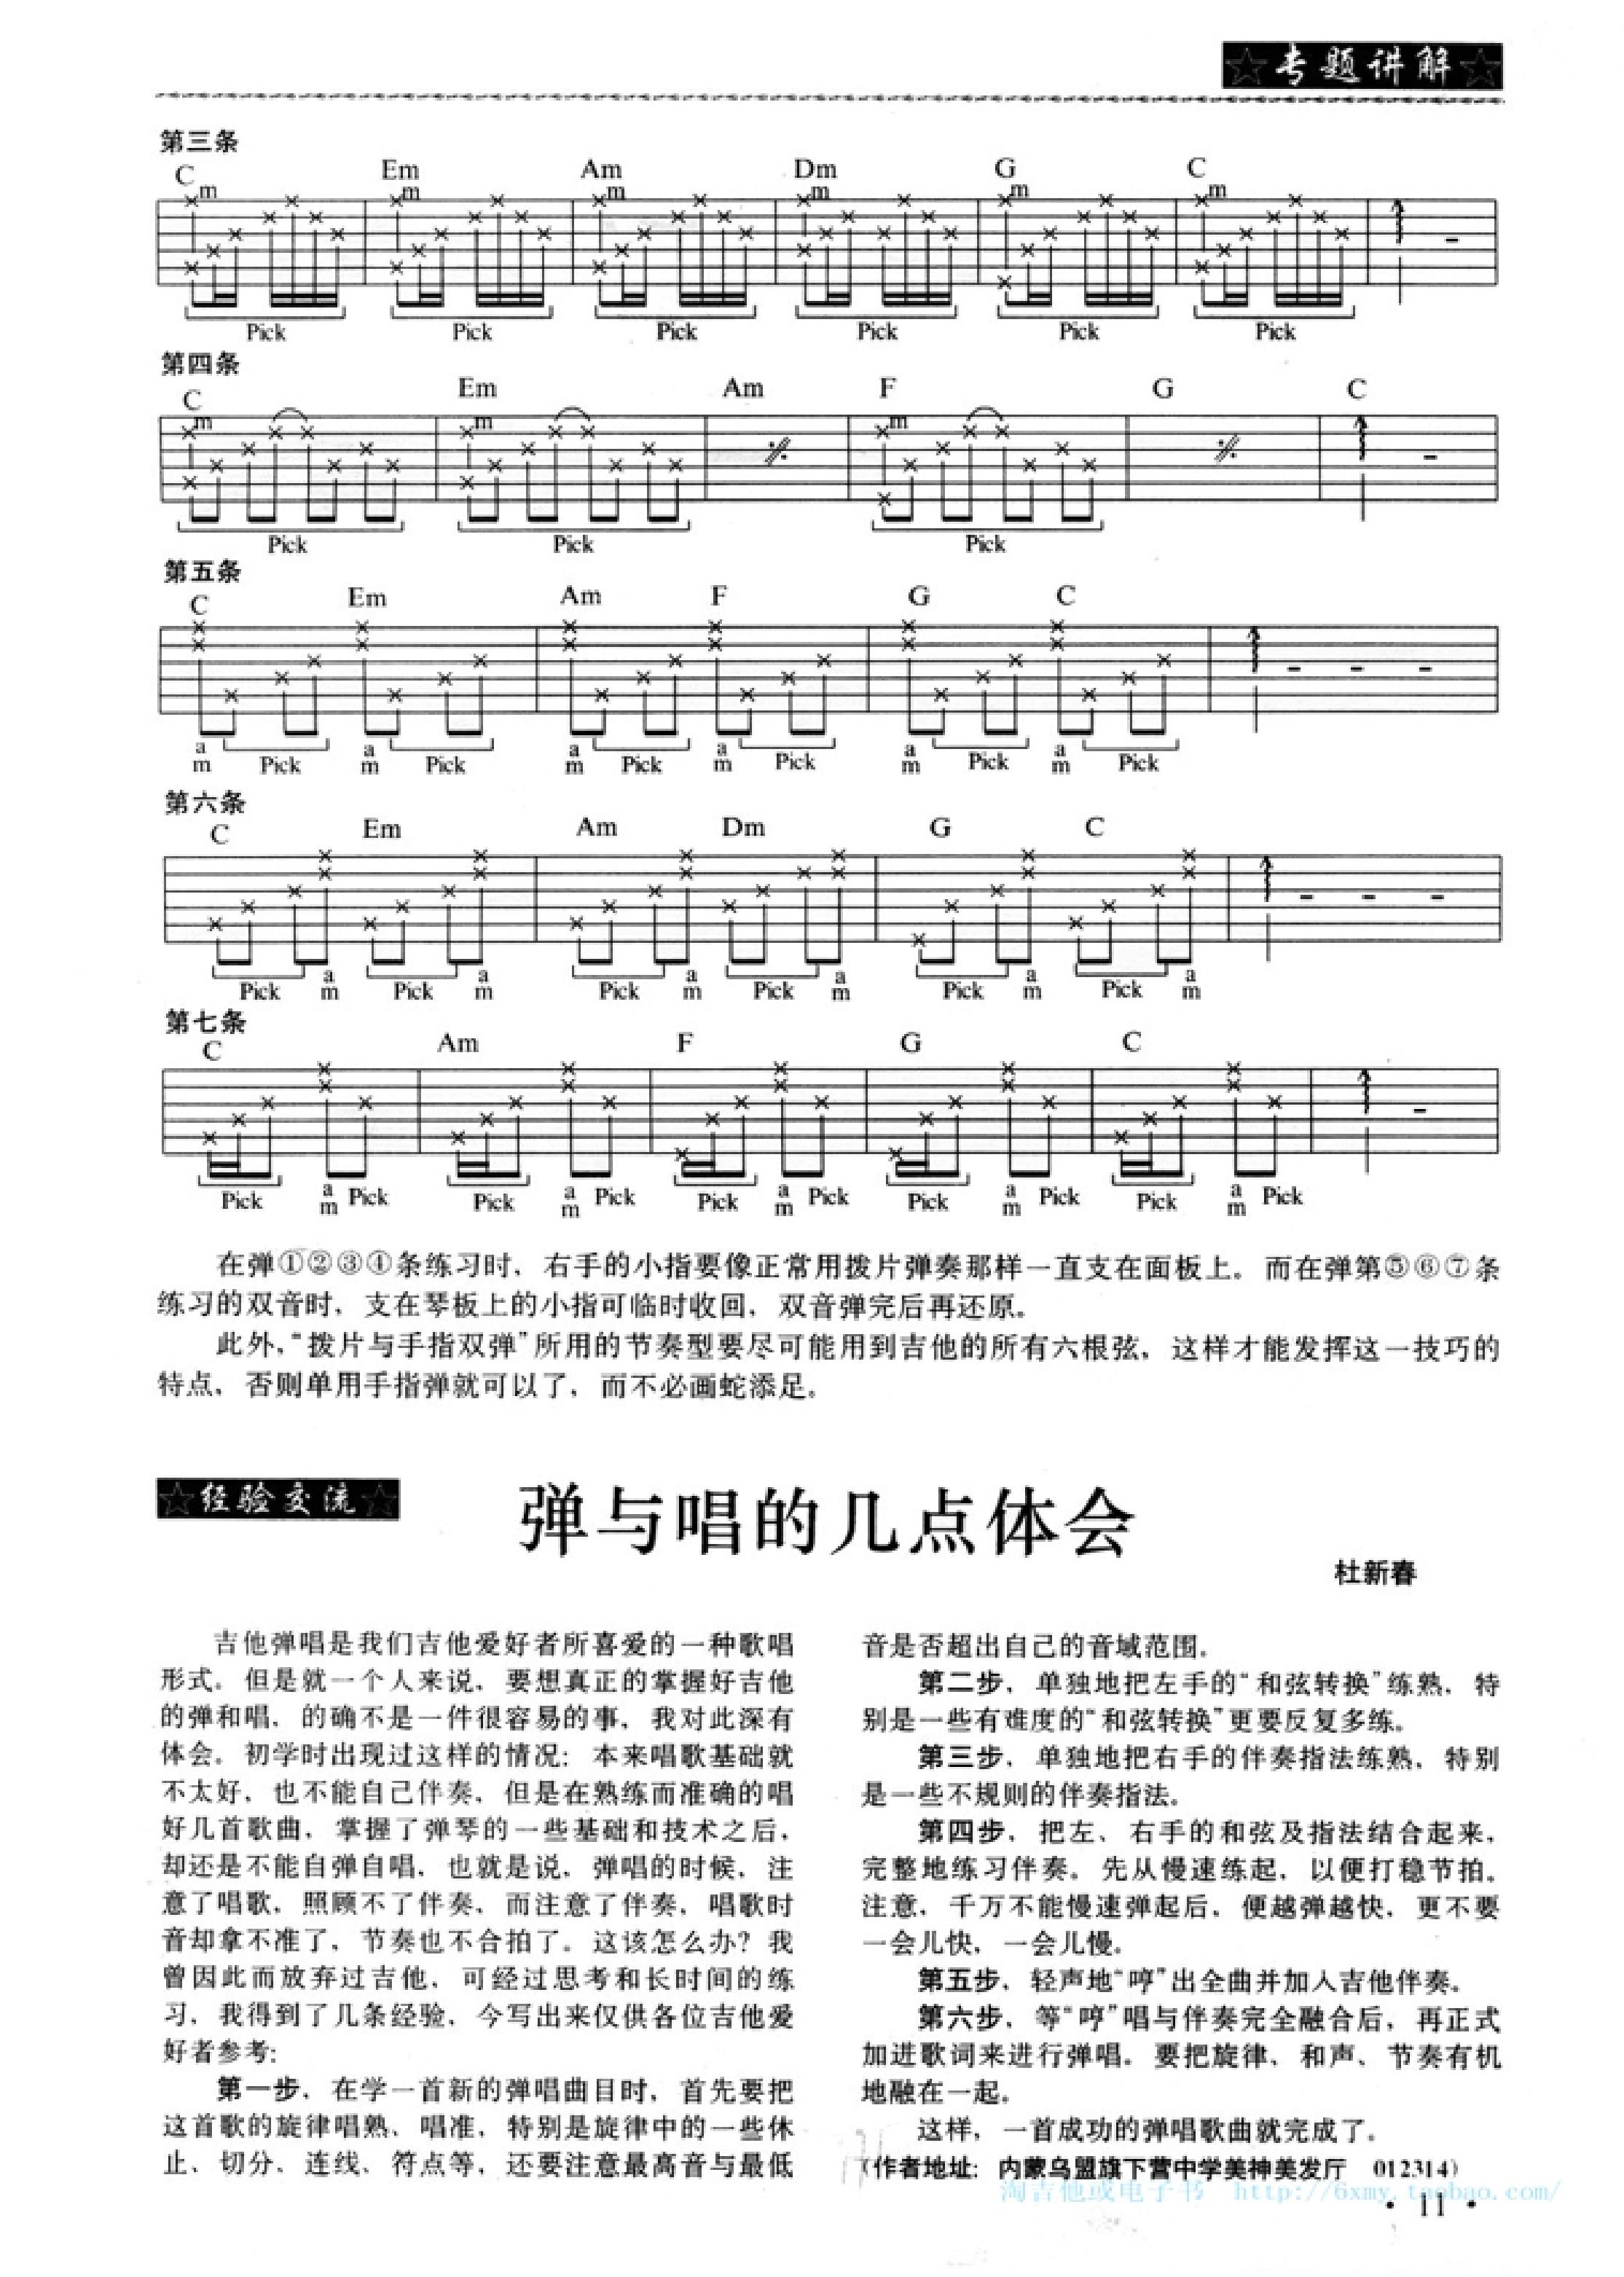 专题讲解
第三条
C Em Am Dm G C
m m m m m m
Pick Pick Pick Pick Pick Pick
第四条
C Em Am F G C
m m m
Pick Pick Pick
第五条
C Em Am F G C
a a a a a a
m Pick m Pick m Pick m Pick m Pick m Pick
第六条
C Em Am Dm G C
a a a a a a
Pick m Pick m Pick m Pick m Pick m Pick m
第七条
C Am F G C
a a a a a
Pick m Pick Pick m Pick Pick m Pick Pick m Pick Pick m Pick
在弹①②③④条练习时，右手的小指要像正常用拨片弹奏那样一直支在面板上。而在弹第⑤⑥⑦条
练习的双音时，支在琴板上的小指可临时收回，双音弹完后再还原。
此外，“拨片与手指双弹”所用的节奏型要尽可能用到吉他的所有六根弦，这样才能发挥这一技巧的
特点，否则单用手指弹就可以了，而不必画蛇添足。
经验交流
弹与唱的几点体会
杜新春
吉他弹唱是我们吉他爱好者所喜爱的一种歌唱
形式。但是就一个人来说，要想真正的掌握好吉他
的弹和唱，的确不是一件很容易的事，我对此深有
体会。初学时出现过这样的情况：本来唱歌基础就
不太好，也不能自己伴奏，但是在熟练而准确的唱
好几首歌曲，掌握了弹琴的一些基础和技术之后，
却还是不能自弹自唱，也就是说，弹唱的时候，注
意了唱歌，照顾不了伴奏，而注意了伴奏，唱歌时
音却拿不准了，节奏也不合拍了。这该怎么办？我
曾因此而放弃过吉他，可经过思考和长时间的练
习，我得到了几条经验，今写出来仅供各位吉他爱
好者参考：
第一步，在学一首新的弹唱曲目时，首先要把
这首歌的旋律唱熟、唱准，特别是旋律中的一些休
止、切分、连线、符点等，还要注意最高音与最低
音是否超出自己的音域范围。
第二步，单独地把左手的“和弦转换”练熟，特
别是一些有难度的“和弦转换”更要反复多练。
第三步，单独地把右手的伴奏指法练熟，特别
是一些不规则的伴奏指法。
第四步，把左、右手的和弦及指法结合起来，
完整地练习伴奏。先从慢速练起，以便打稳节拍。
注意，千万不能慢速弹起后，便越弹越快，更不要
一会儿快，一会儿慢。
第五步，轻声地“哼”出全曲并加入吉他伴奏。
第六步，等“哼”唱与伴奏完全融合后，再正式
加进歌词来进行弹唱。要把旋律、和声、节奏有机
地融在一起。
这样，一首成功的弹唱歌曲就完成了。
（作者地址：内蒙乌盟旗下营中学美神美发厅 012314）
淘吉他或电子书 http://6xmy.taobao.com/
·11·